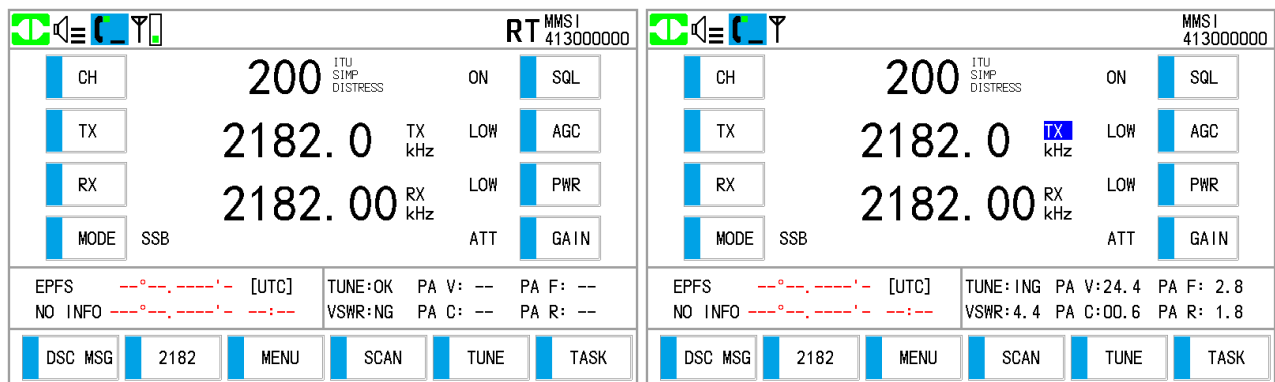 RT MMSI
413000000
CH 200 ITU
SIMP
DISTRESS ON SQL
TX 2182.0 TX
kHz LOW AGC
RX 2182.00 RX
kHz LOW PWR
MODE SSB ATT GAIN
EPFS --°--.----'- [UTC] TUNE:OK PA V: -- PA F: --
NO INFO ---°--.----'- --:-- VSWR:NG PA C: -- PA R: --
DSC MSG 2182 MENU SCAN TUNE TASK
MMSI
413000000
CH 200 ITU
SIMP
DISTRESS ON SQL
TX 2182.0 TX
kHz LOW AGC
RX 2182.00 RX
kHz LOW PWR
MODE SSB ATT GAIN
EPFS --°--.----'- [UTC] TUNE:ING PA V:24.4 PA F: 2.8
NO INFO ---°--.----'- --:-- VSWR:4.4 PA C:00.6 PA R: 1.8
DSC MSG 2182 MENU SCAN TUNE TASK